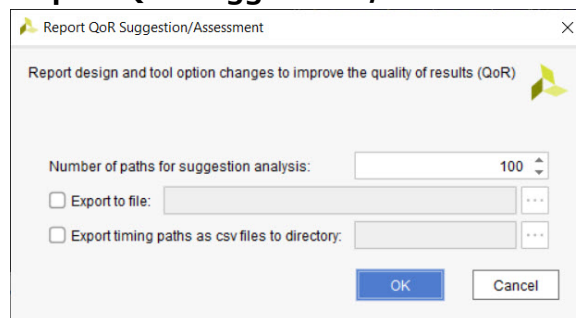 Report QoR Suggestion/Assessment
Report design and tool option changes to improve the quality of results (QoR)
Number of paths for suggestion analysis: 100
Export to file: ...
Export timing paths as csv files to directory: ...
OK Cancel